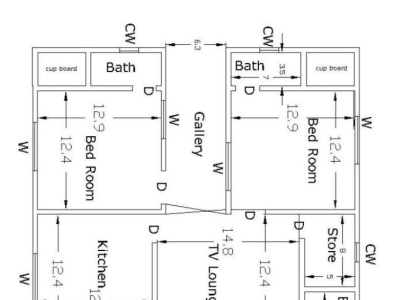 CW
6.3
CW
cup board
Bath
Bath
3.5
7
cup board
D
D
12.9
W
Gallery
12.9
W
W
12.4
Bed Room
W
12.4
Bed Room
D
D
D
D
14.8
Store
8
CW
Kitchen
TV Loung
12.4
12.4
5
W
12